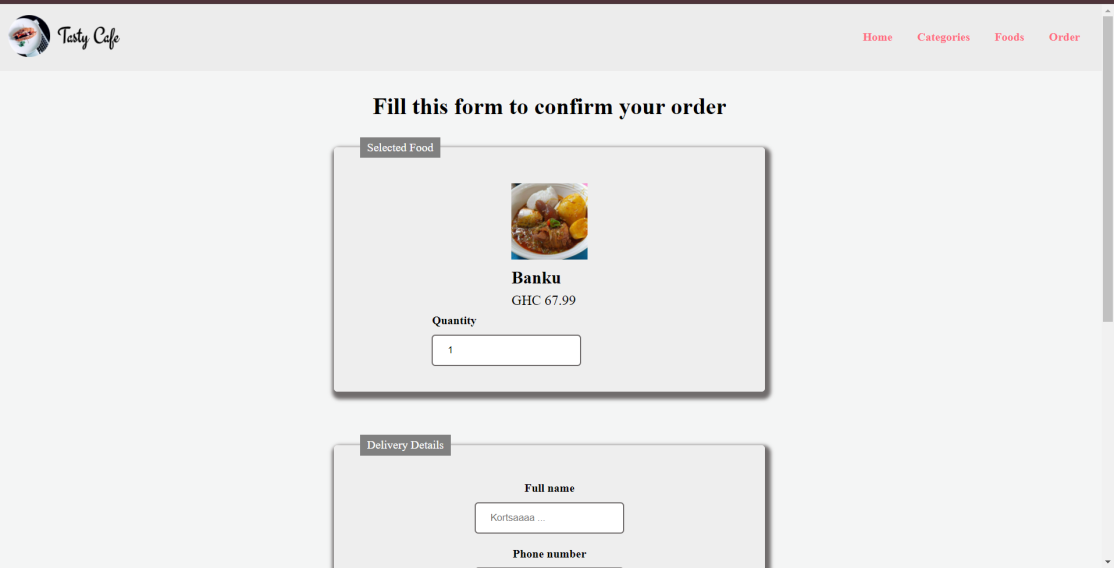 Tasty Cafe
Home Categories Foods Order
Fill this form to confirm your order
Selected Food
Banku
GHC 67.99
Quantity
1
Delivery Details
Full name
Kortsaaaa ...
Phone number